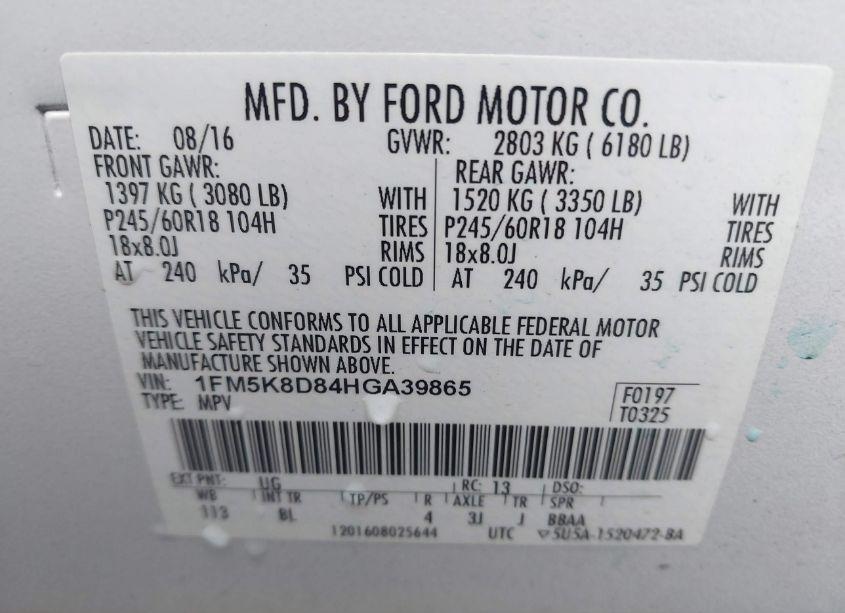 MFD. BY FORD MOTOR CO.
DATE: 08/16 GVWR: 2803 KG ( 6180 LB)
FRONT GAWR: REAR GAWR:
1397 KG ( 3080 LB) WITH 1520 KG ( 3350 LB) WITH
P245/60R18 104H TIRES P245/60R18 104H TIRES
18x8.0J RIMS 18x8.0J RIMS
AT 240 kPa/ 35 PSI COLD AT 240 kPa/ 35 PSI COLD
THIS VEHICLE CONFORMS TO ALL APPLICABLE FEDERAL MOTOR
VEHICLE SAFETY STANDARDS IN EFFECT ON THE DATE OF
MANUFACTURE SHOWN ABOVE.
VIN: 1FM5K8D84HGA39865 F0197
TYPE: MPV T0325
EXT PNT: UG RC: 13 DSO:
WB INT TR TP/PS R AXLE TR SPR
113 8L 4 3J J BBAA
1201608025644 UTC ▽5U5A-1520472-BA